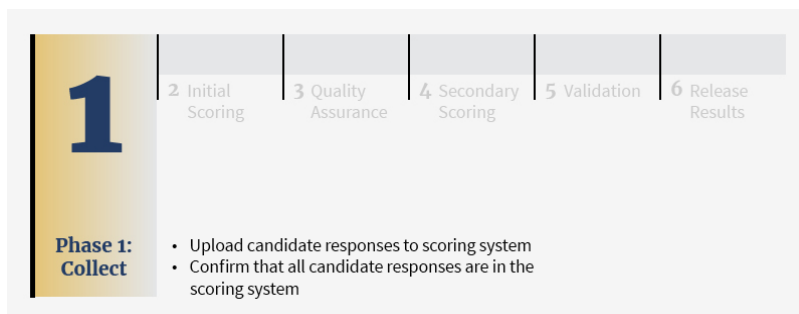 1
2 Initial
Scoring
3 Quality
Assurance
4 Secondary
Scoring
5 Validation
6 Release
Results
Phase 1:
Collect
• Upload candidate responses to scoring system
• Confirm that all candidate responses are in the
scoring system